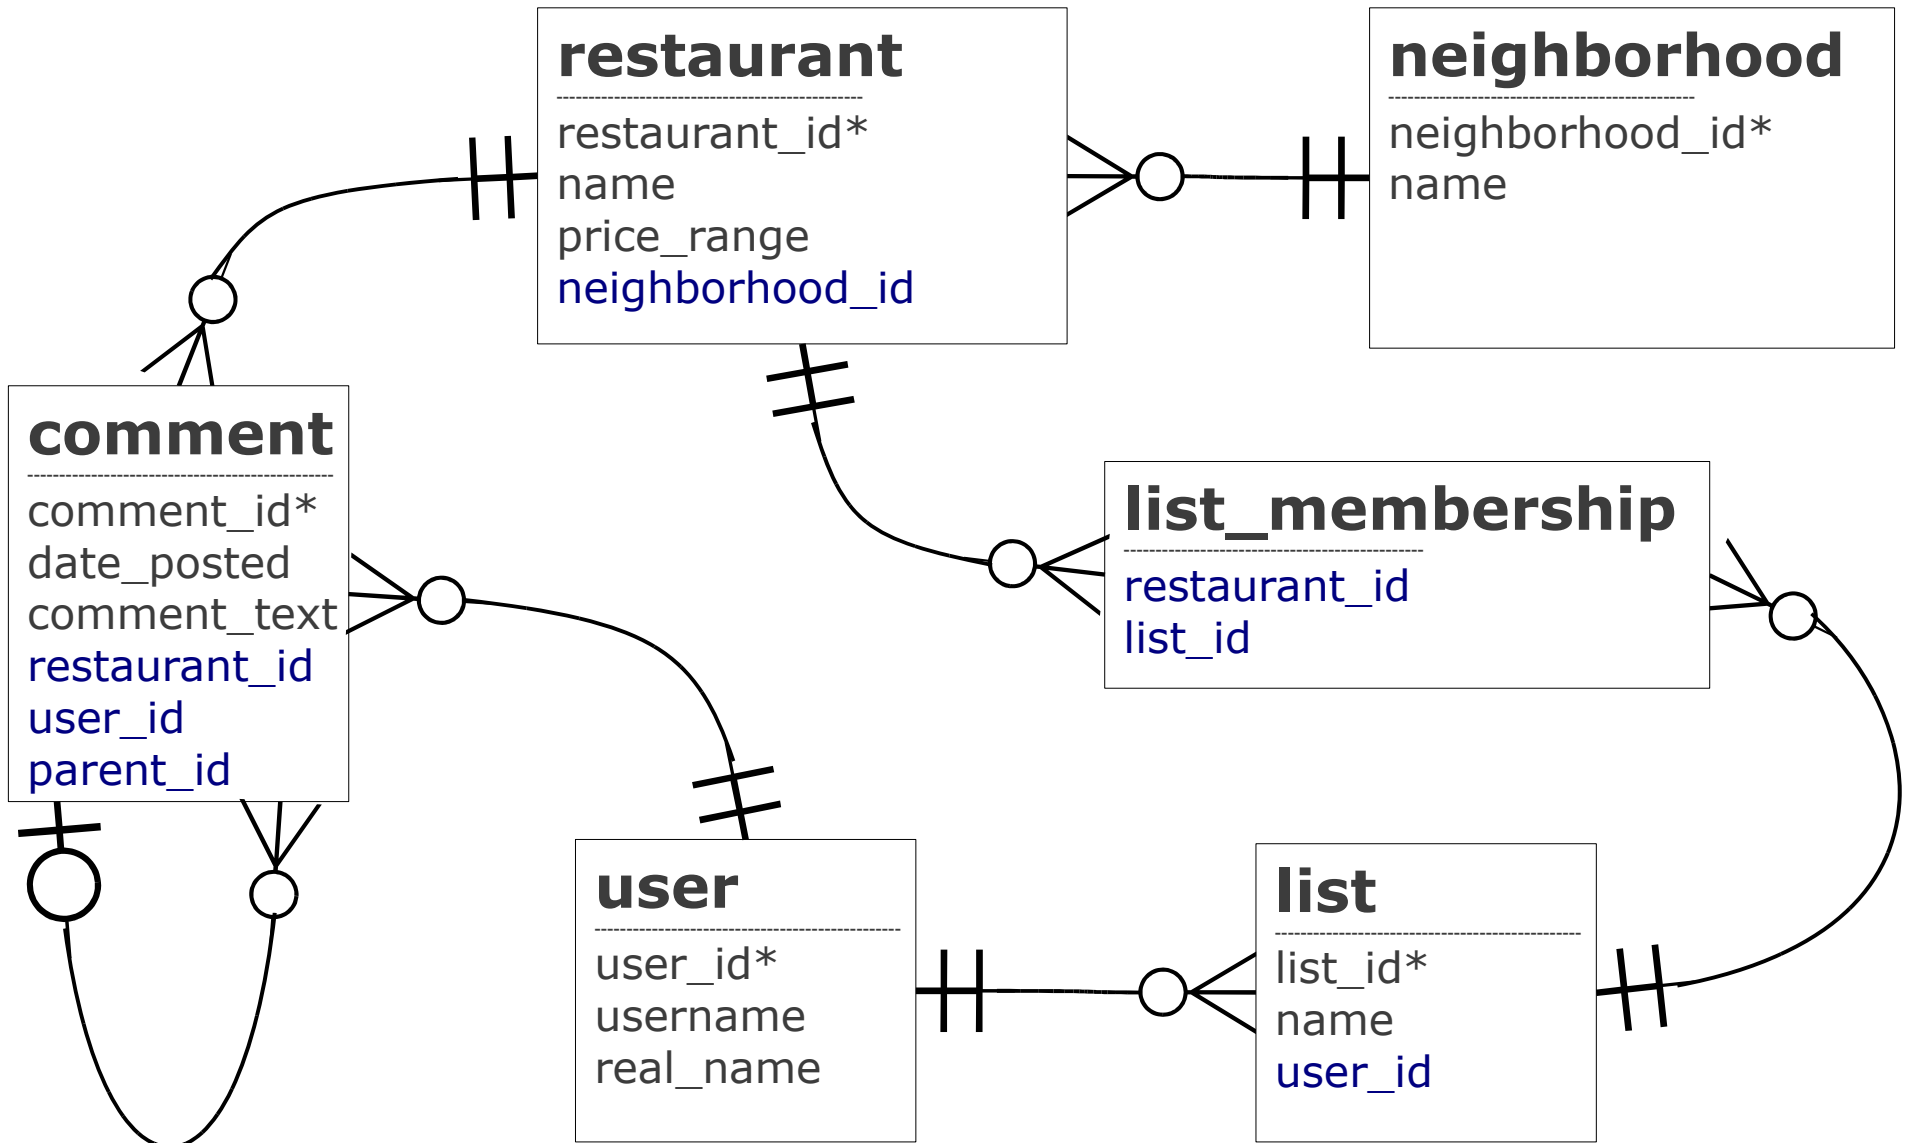 restaurant
restaurant_id*
name
price_range
neighborhood_id
neighborhood
neighborhood_id*
name
comment
comment_id*
date_posted
comment_text
restaurant_id
user_id
parent_id
list_membership
restaurant_id
list_id
user
user_id*
username
real_name
list
list_id*
name
user_id